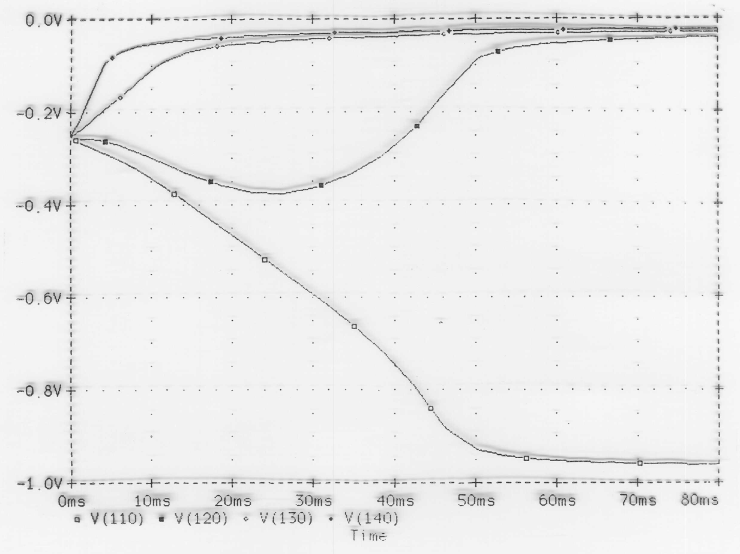 0.0V
-0.2V
-0.4V
-0.6V
-0.8V
-1.0V
0ms 10ms 20ms 30ms 40ms 50ms 60ms 70ms 80ms
▫ V(110) ▪ V(120) ⋄ V(130) ⬩ V(140)
Time